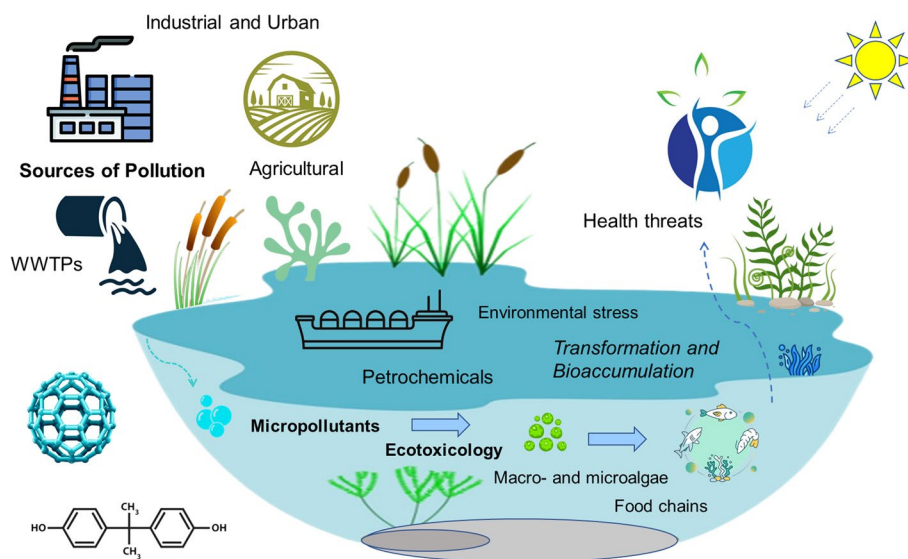 Industrial and Urban
Sources of Pollution
Agricultural
WWTPs
Health threats
Environmental stress
Transformation and
Bioaccumulation
Petrochemicals
Micropollutants
Ecotoxicology
Macro- and microalgae
Food chains
CH₃
HO
OH
CH₃